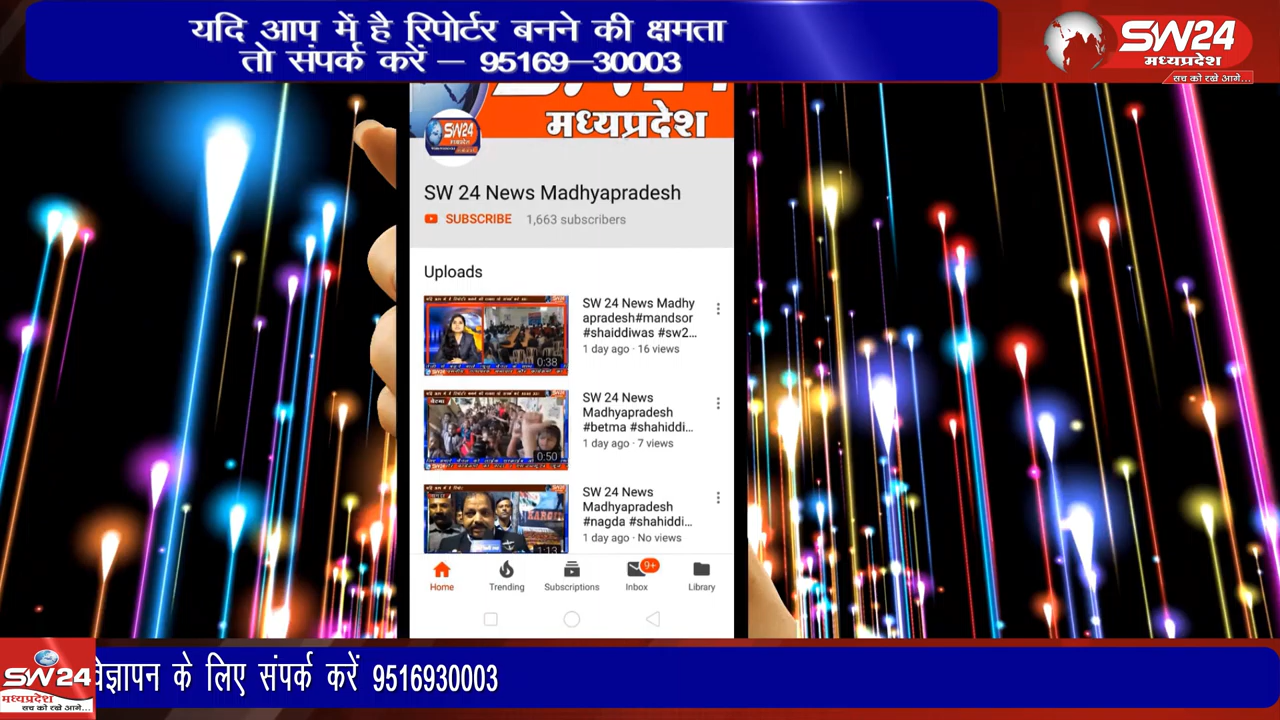 यदि आप में है रिपोर्टर बनने की क्षमता
तो संपर्क करें – 95169–30003
SW24
मध्यप्रदेश
सच को रखे आगे...
मध्यप्रदेश
SW24
SW 24 News Madhyapradesh
SUBSCRIBE 1,663 subscribers
Uploads
SW 24 News Madhy
apradesh#mandsor
#shaiddiwas #sw2...
1 day ago · 16 views
0:38
SW 24 News
Madhyapradesh
#betma #shahiddi...
1 day ago · 7 views
0:50
SW 24 News
Madhyapradesh
#nagda #shahiddi...
1 day ago · No views
1:13
Home Trending Subscriptions Inbox 9+ Library
SW24
मध्यप्रदेश
सच को रखे आगे...
विज्ञापन के लिए संपर्क करें 9516930003